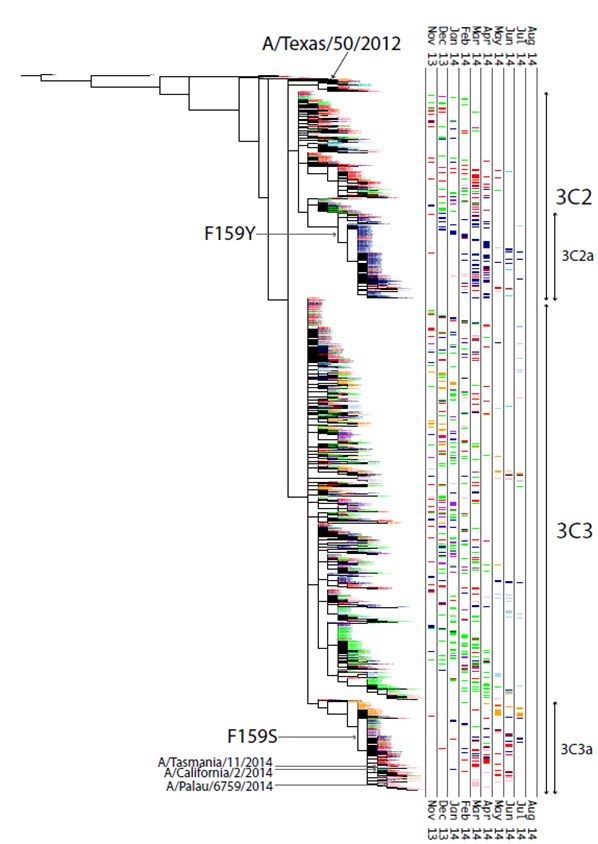 A/Texas/50/2012
Nov 13
Dec 13
Jan 14
Feb 14
Mar 14
Apr 14
May 14
Jun 14
Jul 14
Aug 14
3C2
F159Y
3C2a
3C3
F159S
3C3a
A/Tasmania/11/2014
A/California/2/2014
A/Palau/6759/2014
Nov 13
Dec 13
Jan 14
Feb 14
Mar 14
Apr 14
May 14
Jun 14
Jul 14
Aug 14